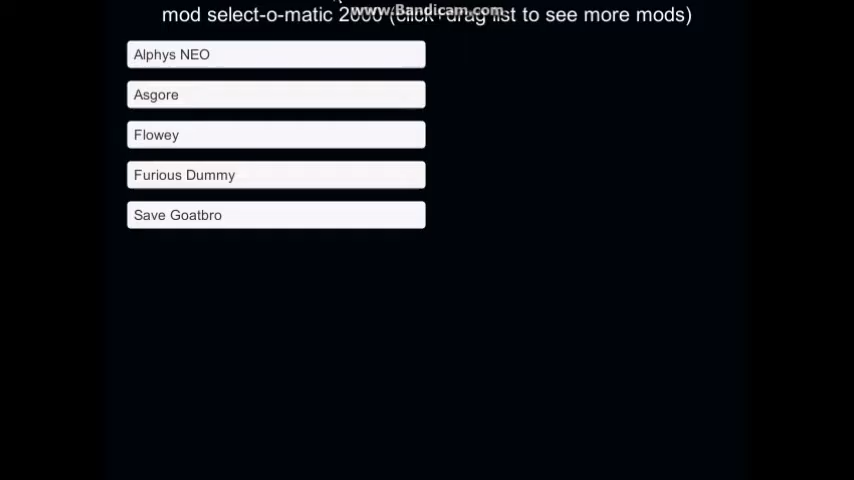 www.Bandicam.com
mod select-o-matic 2000 (click+drag list to see more mods)
Alphys NEO
Asgore
Flowey
Furious Dummy
Save Goatbro